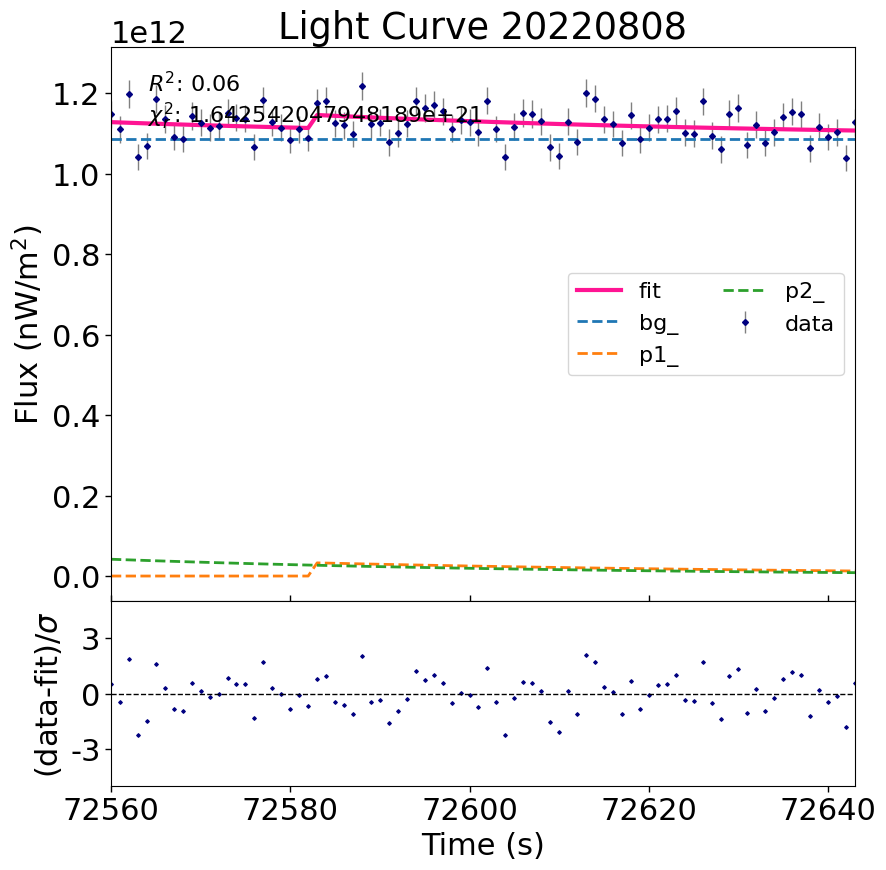 Light Curve 20220808
1e12
R²: 0.06
χ²: 1.642542047948189e+21
1.2
1.0
0.8
0.6
0.4
0.2
0.0
Flux (nW/m²)
fit
bg_
p1_
p2_
data
3
0
-3
(data-fit)/σ
72560
72580
72600
72620
72640
Time (s)